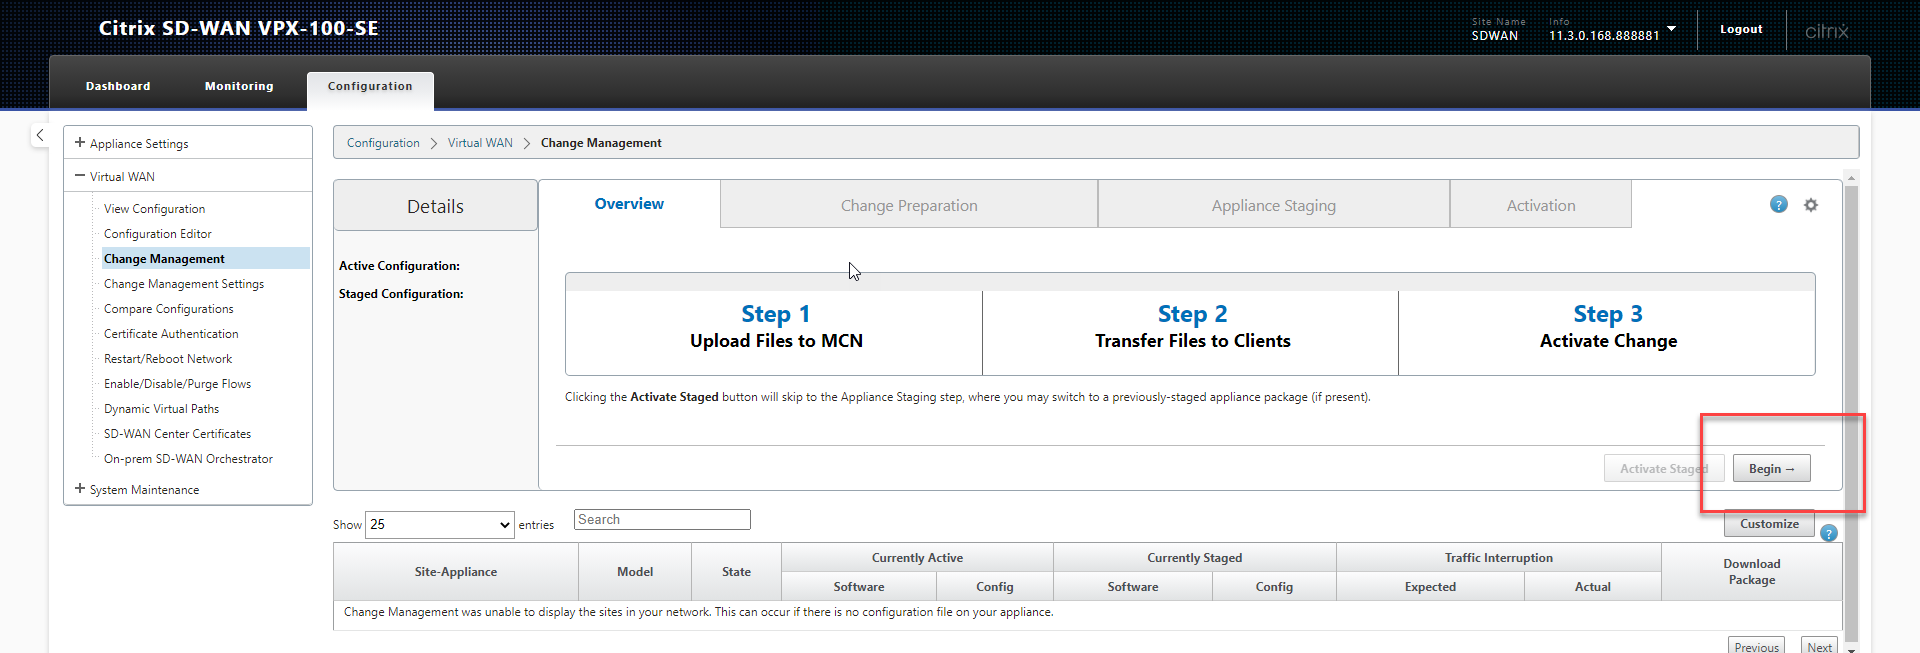 Citrix SD-WAN VPX-100-SE
Site Name
SDWAN
Info
11.3.0.168.888881
Logout
citrix
Dashboard
Monitoring
Configuration
Appliance Settings
Virtual WAN
View Configuration
Configuration Editor
Change Management
Change Management Settings
Compare Configurations
Certificate Authentication
Restart/Reboot Network
Enable/Disable/Purge Flows
Dynamic Virtual Paths
SD-WAN Center Certificates
On-prem SD-WAN Orchestrator
System Maintenance
Configuration > Virtual WAN > Change Management
Details
Overview
Change Preparation
Appliance Staging
Activation
?
Active Configuration:
Staged Configuration:
Step 1
Upload Files to MCN
Step 2
Transfer Files to Clients
Step 3
Activate Change
Clicking the Activate Staged button will skip to the Appliance Staging step, where you may switch to a previously-staged appliance package (if present).
Activate Staged
Begin →
Show 25 entries
Search
Customize
?
Site-Appliance
Model
State
Currently Active
Software
Config
Currently Staged
Software
Config
Traffic Interruption
Expected
Actual
Download
Package
Change Management was unable to display the sites in your network. This can occur if there is no configuration file on your appliance.
Previous
Next